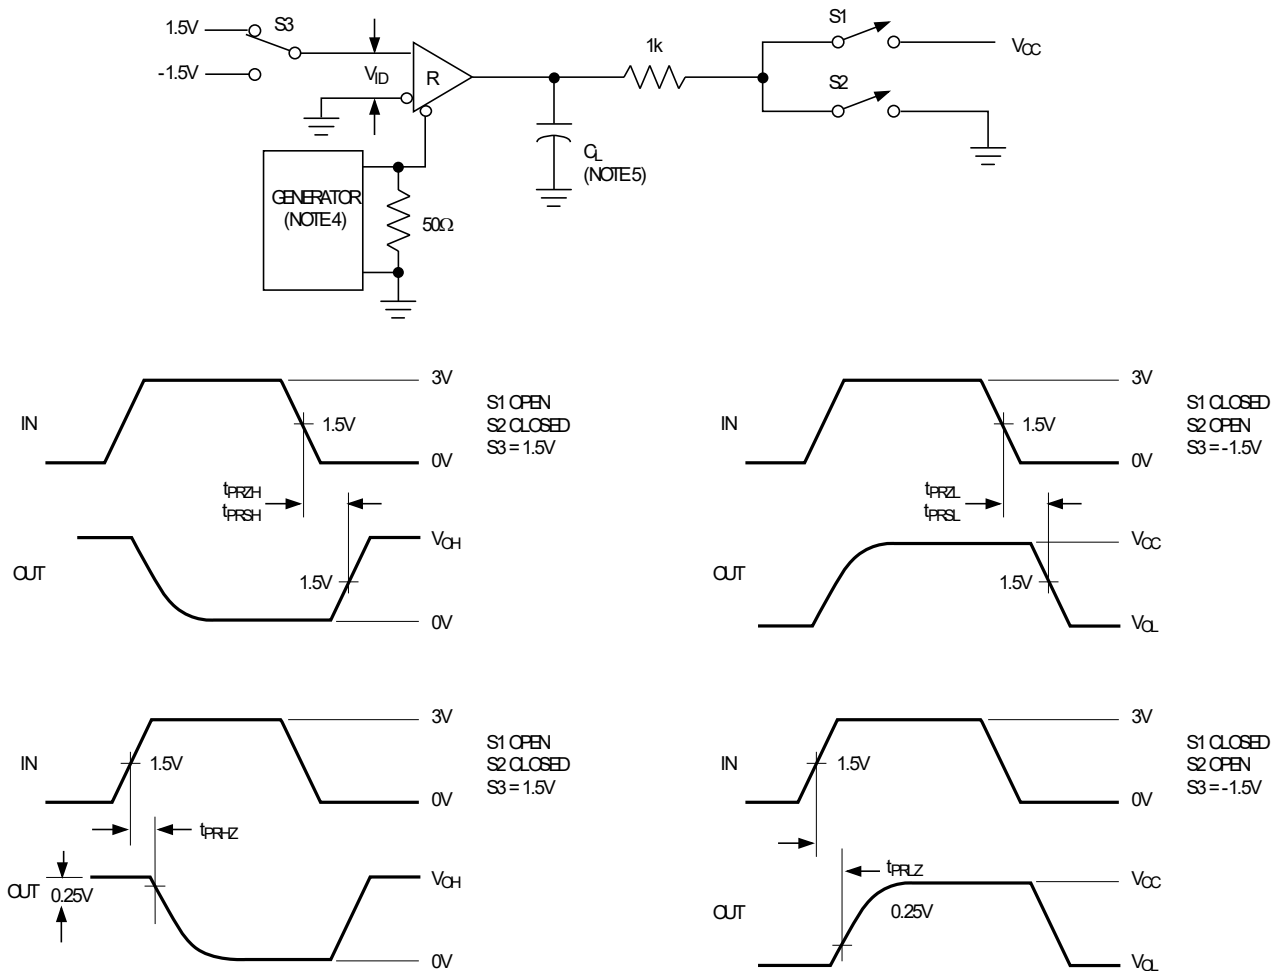 1.5V
S3
-1.5V
VID
R
1k
S1
VCC
S2
CL
(NOTE 5)
GENERATOR
(NOTE 4)
50Ω
IN
3V
1.5V
0V
S1 OPEN
S2 CLOSED
S3 = 1.5V
tPRZH
tPRSH
OUT
VOH
1.5V
0V
IN
3V
1.5V
0V
S1 CLOSED
S2 OPEN
S3 = -1.5V
tPRZL
tPRSL
OUT
VCC
1.5V
VOL
IN
3V
1.5V
0V
S1 OPEN
S2 CLOSED
S3 = 1.5V
tPRHZ
OUT
0.25V
VOH
0V
IN
3V
1.5V
0V
S1 CLOSED
S2 OPEN
S3 = -1.5V
tPRLZ
OUT
0.25V
VCC
VOL